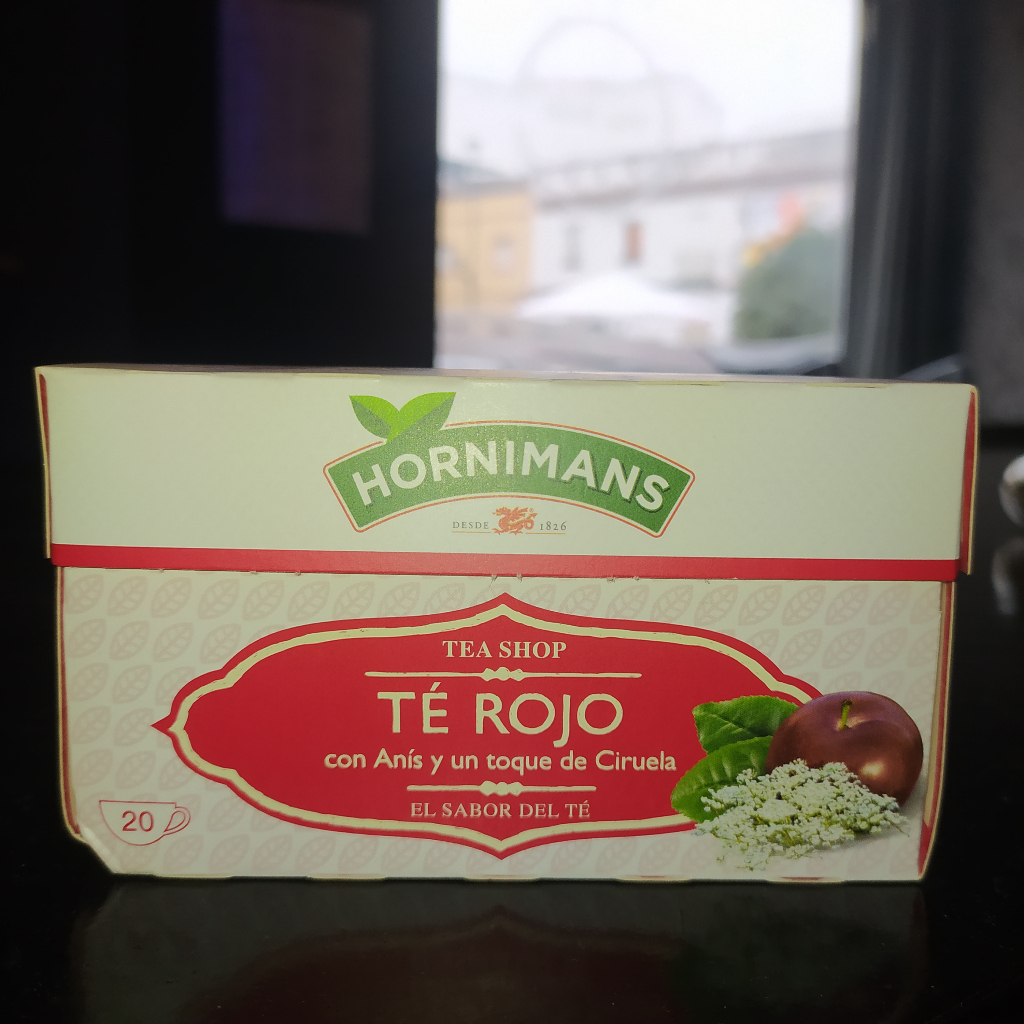 HORNIMANS
DESDE 1826
TEA SHOP
TÉ ROJO
con Anís y un toque de Ciruela
EL SABOR DEL TÉ
20